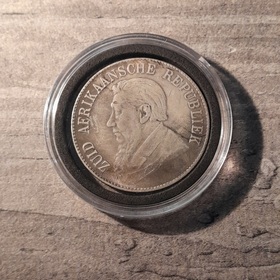 ZUID AFRIKAANSCHE REPUBLIEK